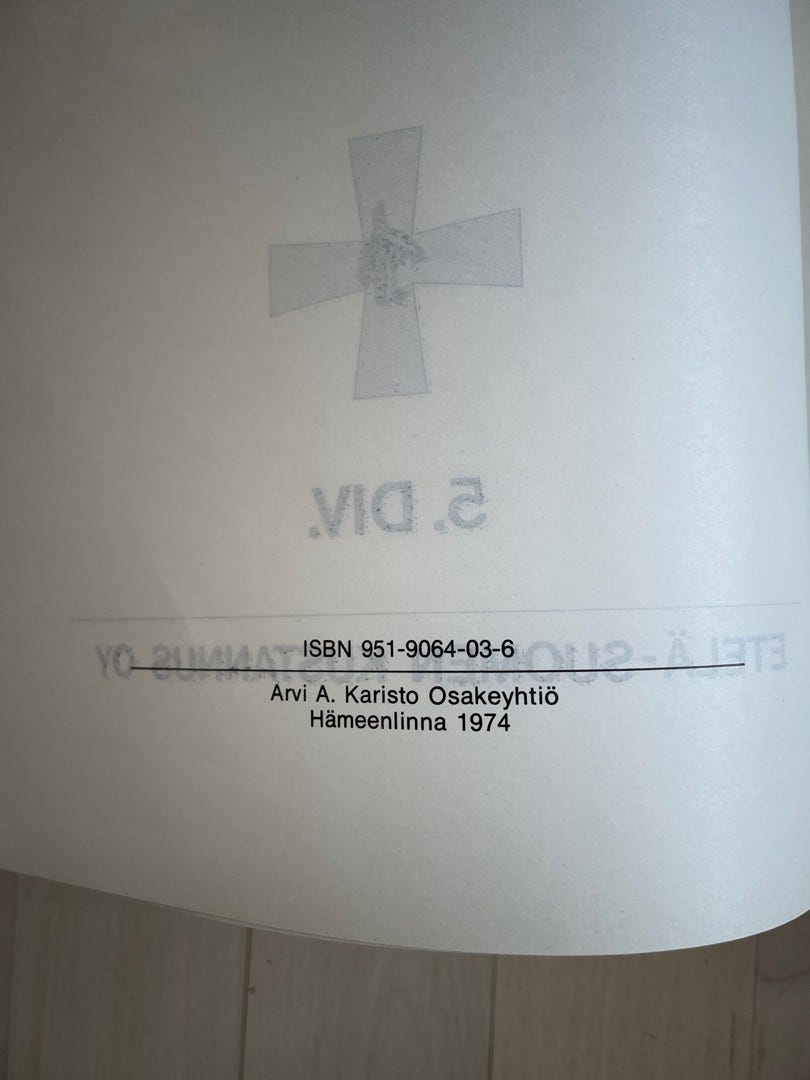 5. DIV.
ETELÄ-SUOMEN KUSTANNUS OY
ISBN 951-9064-03-6
Arvi A. Karisto Osakeyhtiö
Hämeenlinna 1974